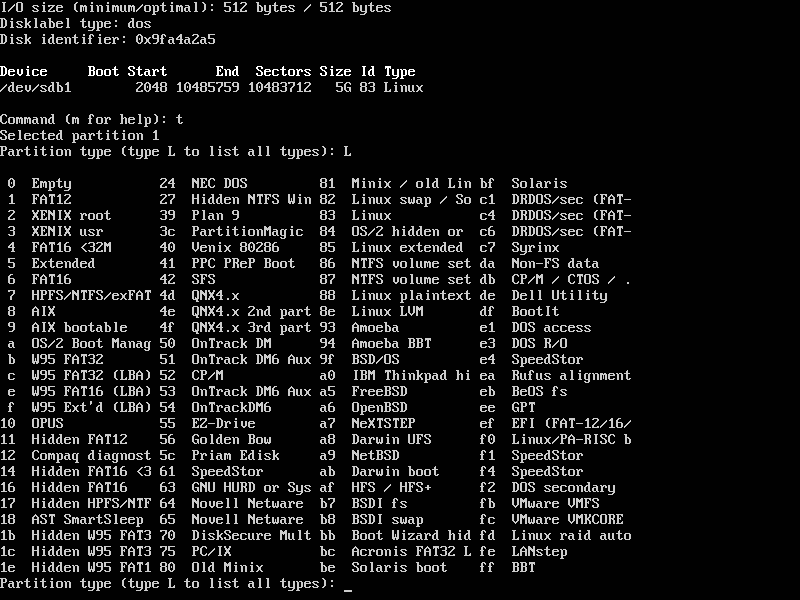 I/O size (minimum/optimal): 512 bytes / 512 bytes
Disklabel type: dos
Disk identifier: 0x9fa4a2a5
Device     Boot Start      End  Sectors Size Id Type
/dev/sdb1        2048 10485759 10483712   5G 83 Linux
Command (m for help): t
Selected partition 1
Partition type (type L to list all types): L
 0  Empty           24  NEC DOS         81  Minix / old Lin bf  Solaris
 1  FAT12           27  Hidden NTFS Win 82  Linux swap / So c1  DRDOS/sec (FAT-
 2  XENIX root      39  Plan 9          83  Linux           c4  DRDOS/sec (FAT-
 3  XENIX usr       3c  PartitionMagic  84  OS/2 hidden or  c6  DRDOS/sec (FAT-
 4  FAT16 <32M      40  Venix 80286     85  Linux extended  c7  Syrinx
 5  Extended        41  PPC PReP Boot   86  NTFS volume set da  Non-FS data
 6  FAT16           42  SFS             87  NTFS volume set db  CP/M / CTOS / .
 7  HPFS/NTFS/exFAT 4d  QNX4.x          88  Linux plaintext de  Dell Utility
 8  AIX             4e  QNX4.x 2nd part 8e  Linux LVM       df  BootIt
 9  AIX bootable    4f  QNX4.x 3rd part 93  Amoeba          e1  DOS access
 a  OS/2 Boot Manag 50  OnTrack DM      94  Amoeba BBT      e3  DOS R/O
 b  W95 FAT32       51  OnTrack DM6 Aux 9f  BSD/OS          e4  SpeedStor
 c  W95 FAT32 (LBA) 52  CP/M            a0  IBM Thinkpad hi ea  Rufus alignment
 e  W95 FAT16 (LBA) 53  OnTrack DM6 Aux a5  FreeBSD         eb  BeOS fs
 f  W95 Ext'd (LBA) 54  OnTrackDM6      a6  OpenBSD         ee  GPT
10  OPUS            55  EZ-Drive        a7  NeXTSTEP        ef  EFI (FAT-12/16/
11  Hidden FAT12    56  Golden Bow      a8  Darwin UFS      f0  Linux/PA-RISC b
12  Compaq diagnost 5c  Priam Edisk     a9  NetBSD          f1  SpeedStor
14  Hidden FAT16 <3 61  SpeedStor       ab  Darwin boot     f4  SpeedStor
16  Hidden FAT16    63  GNU HURD or Sys af  HFS / HFS+      f2  DOS secondary
17  Hidden HPFS/NTF 64  Novell Netware  b7  BSDI fs         fb  VMware VMFS
18  AST SmartSleep  65  Novell Netware  b8  BSDI swap       fc  VMware VMKCORE
1b  Hidden W95 FAT3 70  DiskSecure Mult bb  Boot Wizard hid fd  Linux raid auto
1c  Hidden W95 FAT3 75  PC/IX           bc  Acronis FAT32 L fe  LANstep
1e  Hidden W95 FAT1 80  Old Minix       be  Solaris boot    ff  BBT
Partition type (type L to list all types): _